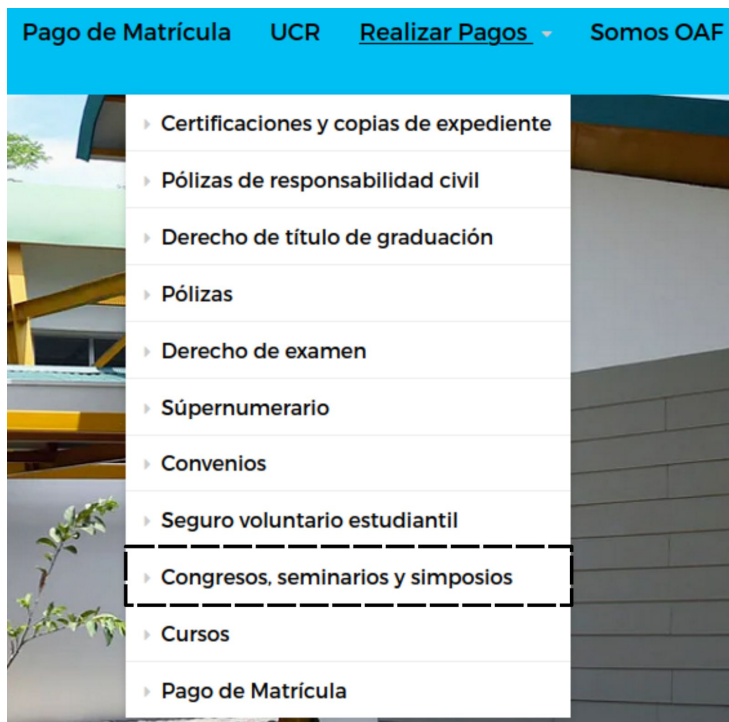 Pago de Matrícula UCR Realizar Pagos Somos OAF
Certificaciones y copias de expediente
Pólizas de responsabilidad civil
Derecho de título de graduación
Pólizas
Derecho de examen
Súpernumerario
Convenios
Seguro voluntario estudiantil
Congresos, seminarios y simposios
Cursos
Pago de Matrícula